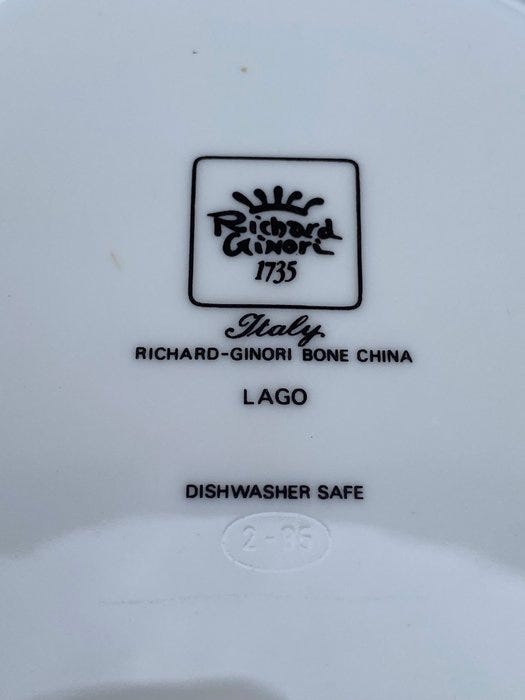 Richard
Ginori
1735
Italy
RICHARD-GINORI BONE CHINA
LAGO
DISHWASHER SAFE